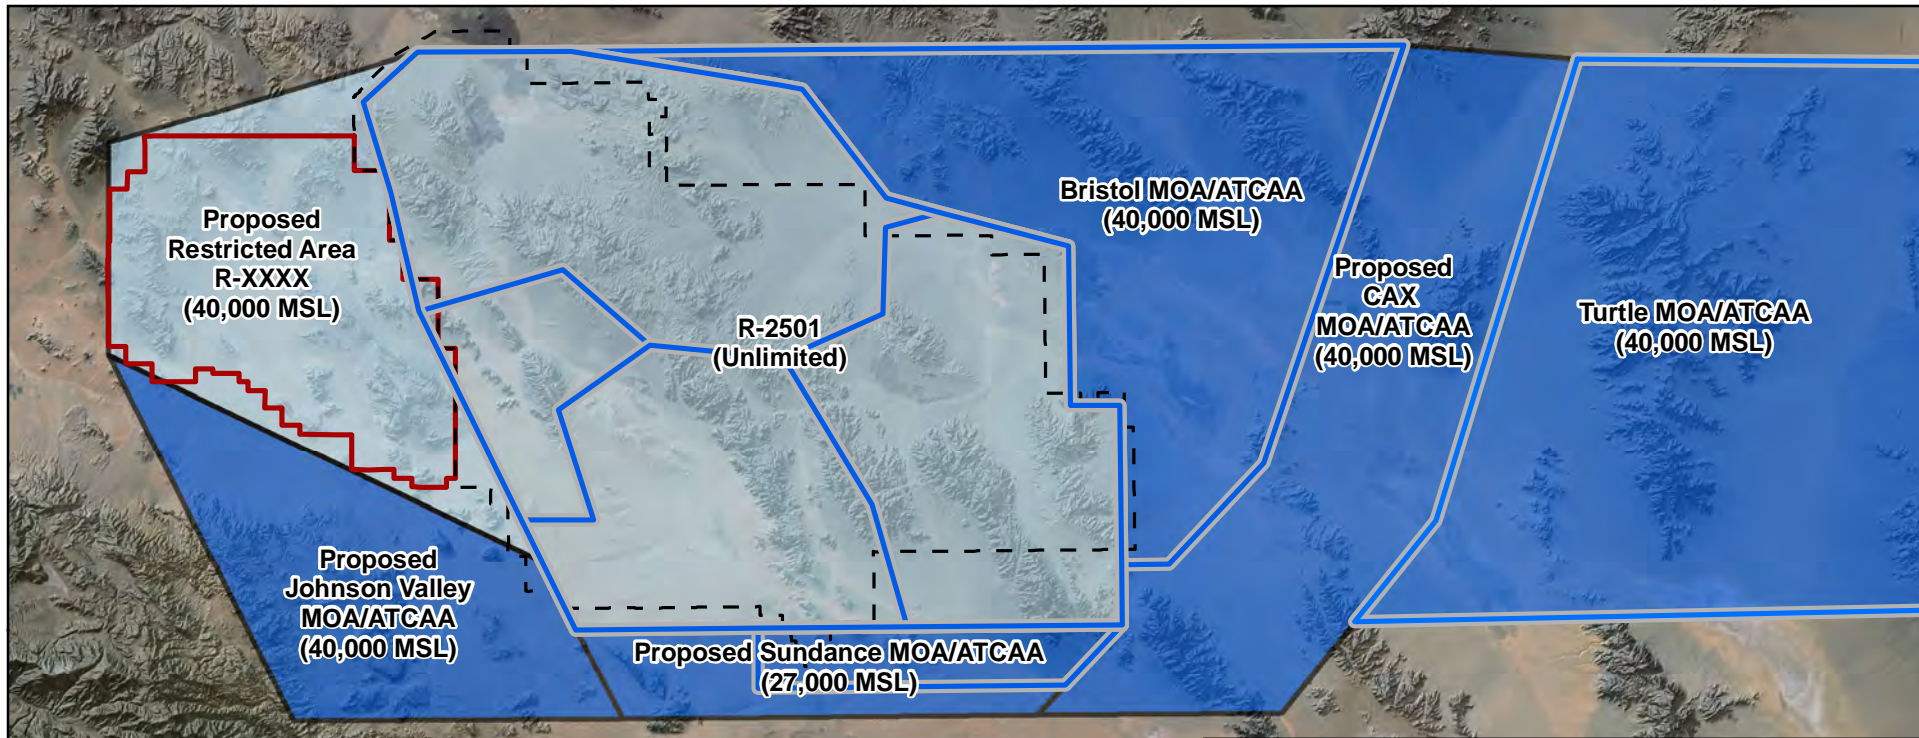 Proposed
Restricted Area
R-XXXX
(40,000 MSL)
R-2501
(Unlimited)
Bristol MOA/ATCAA
(40,000 MSL)
Proposed
CAX
MOA/ATCAA
(40,000 MSL)
Turtle MOA/ATCAA
(40,000 MSL)
Proposed
Johnson Valley
MOA/ATCAA
(40,000 MSL)
Proposed Sundance MOA/ATCAA
(27,000 MSL)